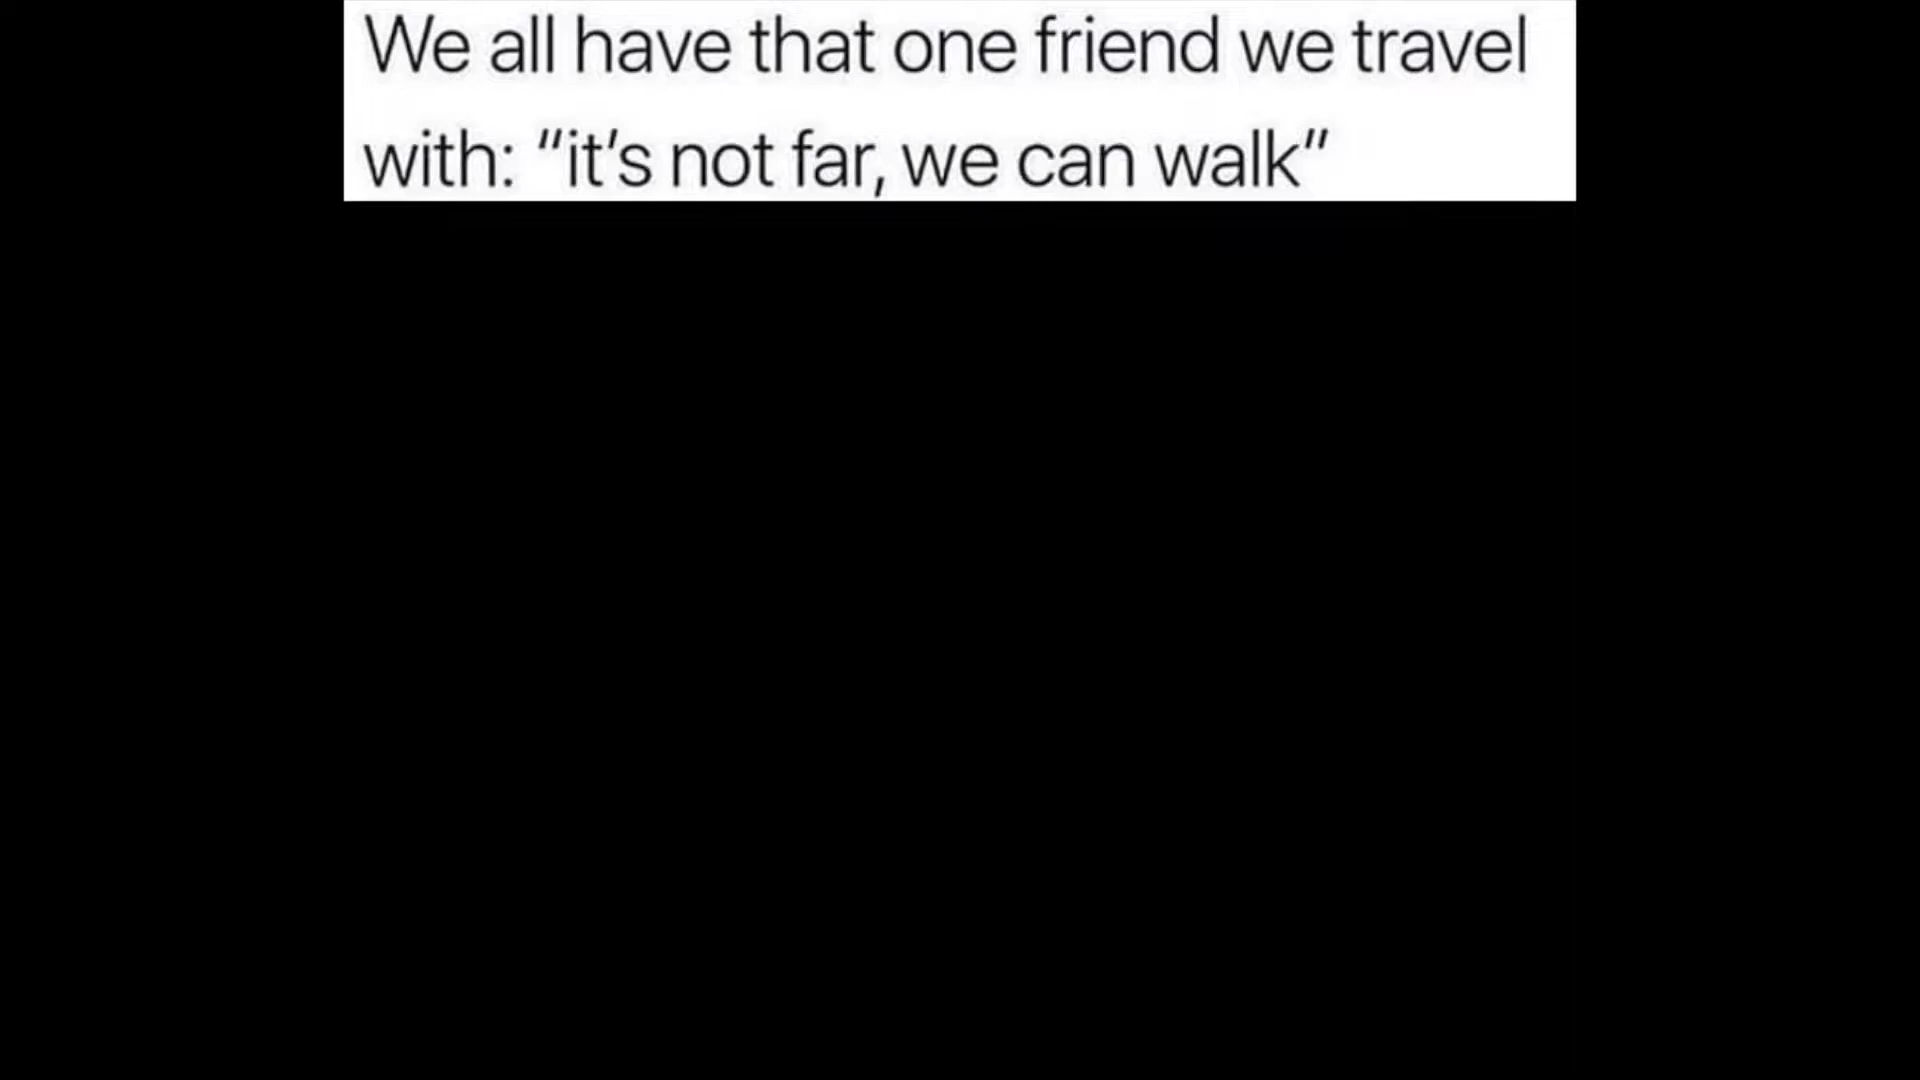 We all have that one friend we travel
with: “it’s not far, we can walk”